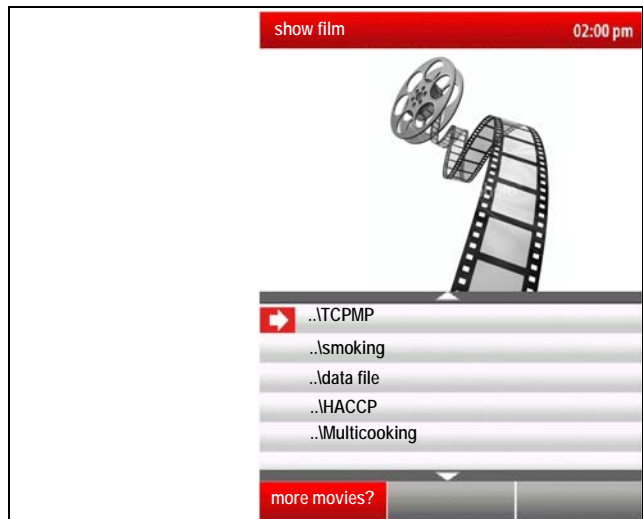 show film 02:00 pm
..\TCPMP
..\smoking
..\data file
..\HACCP
..\Multicooking
more movies?